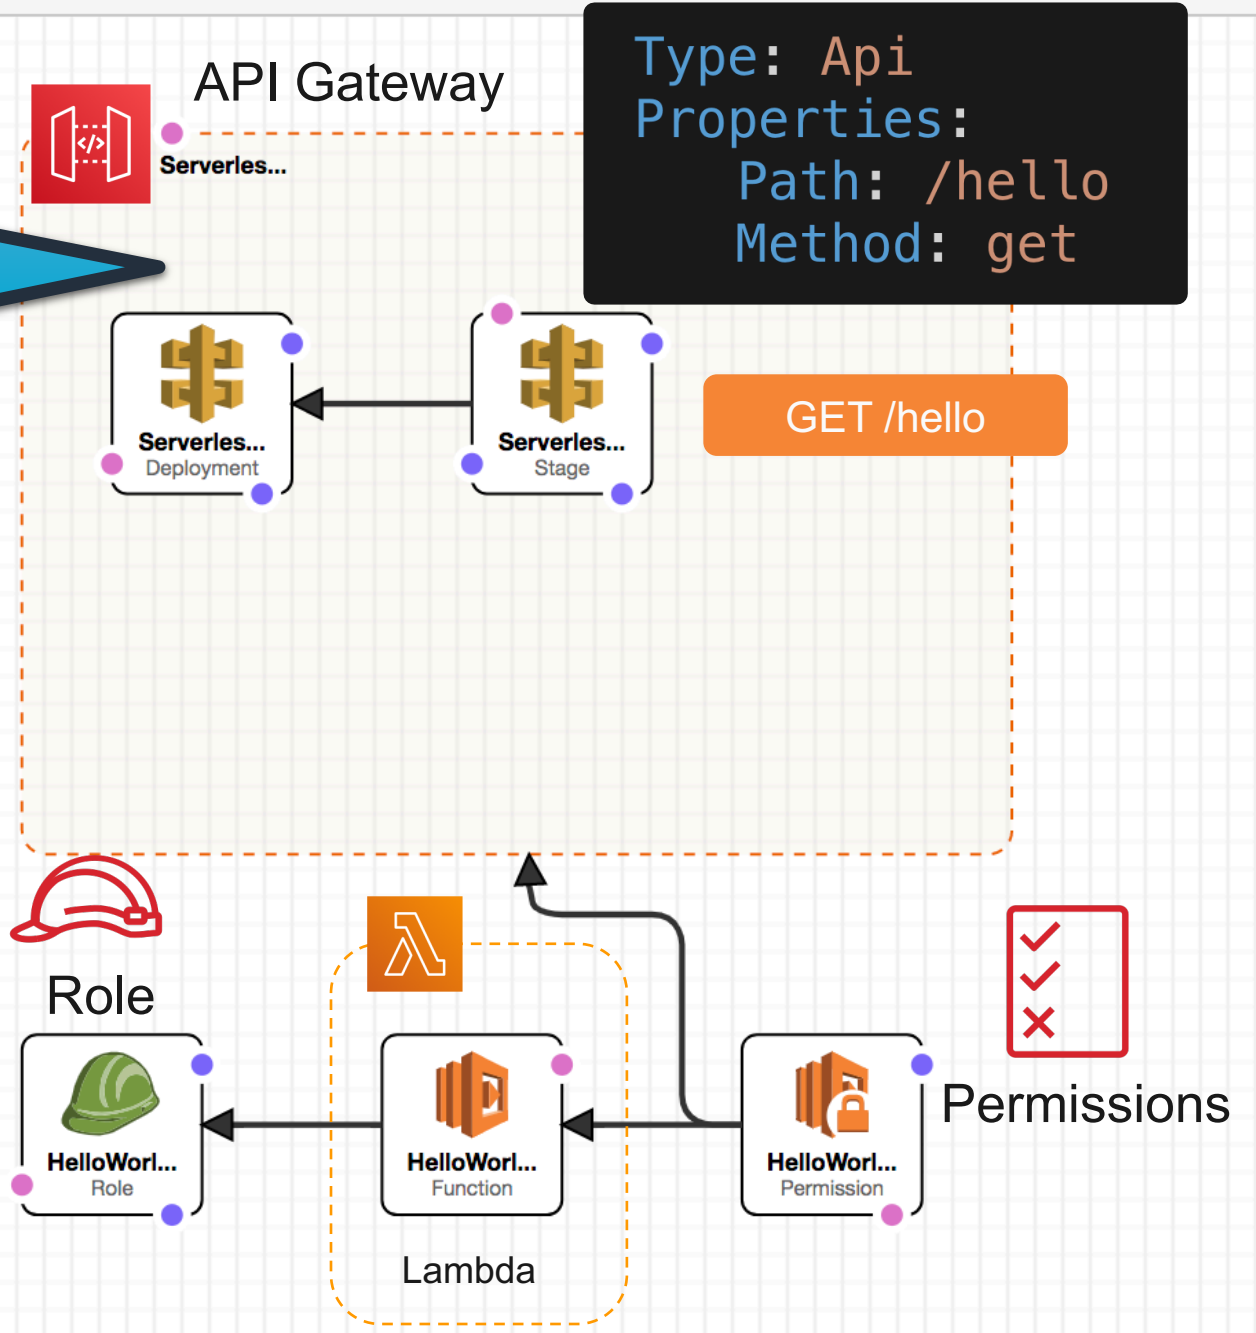 API Gateway
Serverles...
Type: Api
Properties:
Path: /hello
Method: get
Serverles...
Deployment
Serverles...
Stage
GET /hello
Role
HelloWorl...
Role
HelloWorl...
Function
Lambda
HelloWorl...
Permission
Permissions